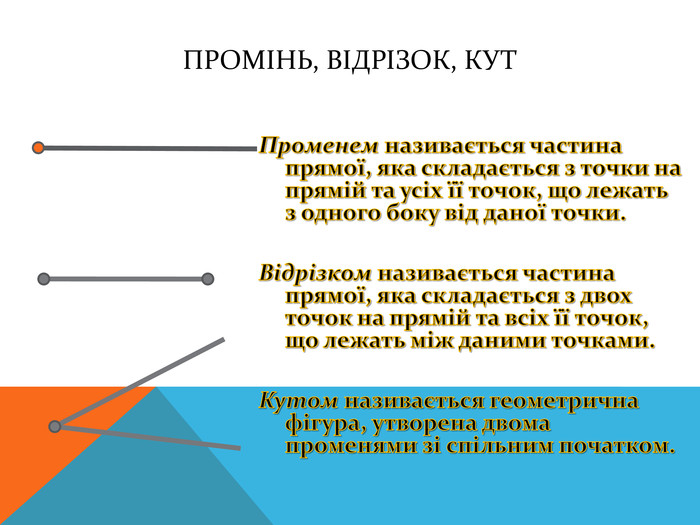 ПРОМІНЬ, ВІДРІЗОК, КУТ
Променем називається частина
прямої, яка складається з точки на
прямій та усіх її точок, що лежать
з одного боку від даної точки.
Відрізком називається частина
прямої, яка складається з двох
точок на прямій та всіх її точок,
що лежать між даними точками.
Кутом називається геометрична
фігура, утворена двома
променями зі спільним початком.